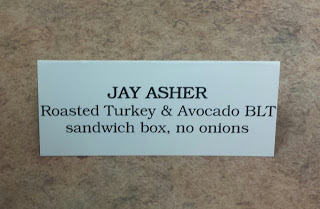 JAY ASHER
Roasted Turkey & Avocado BLT
sandwich box, no onions